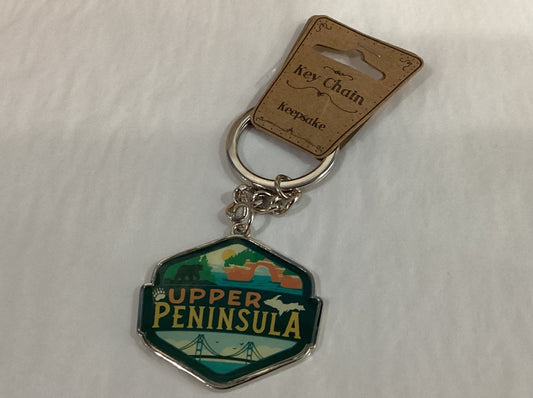 Key Chain
Keepsake
UPPER
PENINSULA